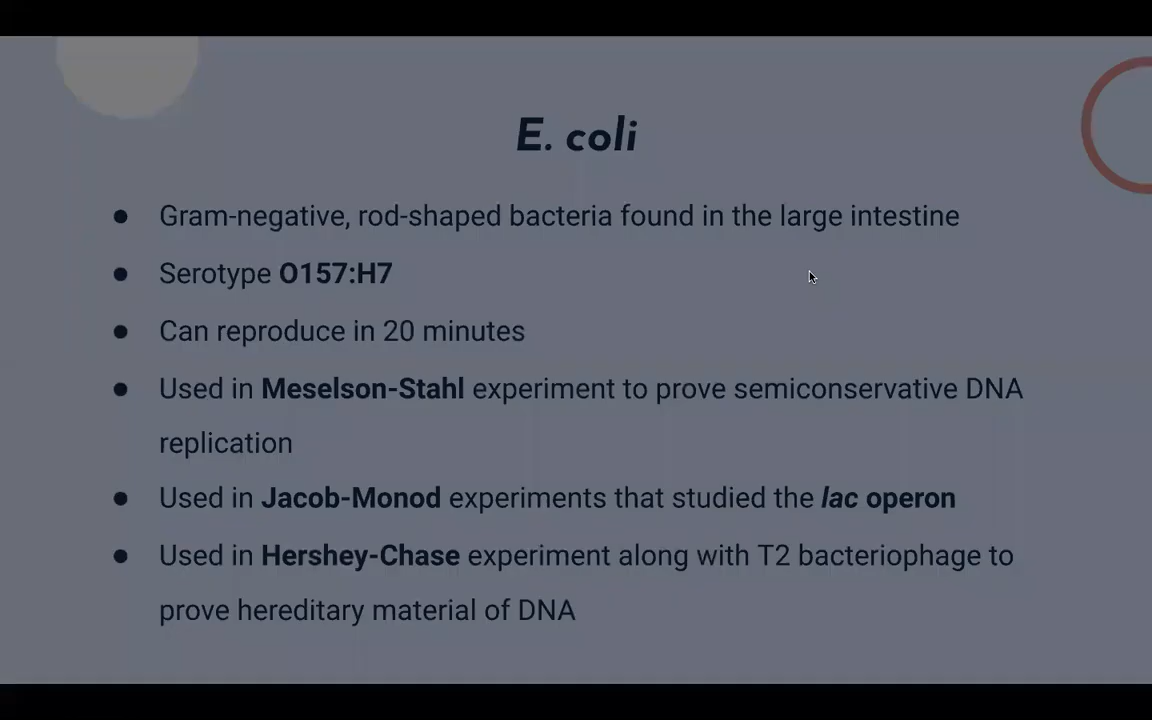 E. coli
● Gram-negative, rod-shaped bacteria found in the large intestine
● Serotype O157:H7
● Can reproduce in 20 minutes
● Used in Meselson-Stahl experiment to prove semiconservative DNA
replication
● Used in Jacob-Monod experiments that studied the lac operon
● Used in Hershey-Chase experiment along with T2 bacteriophage to
prove hereditary material of DNA